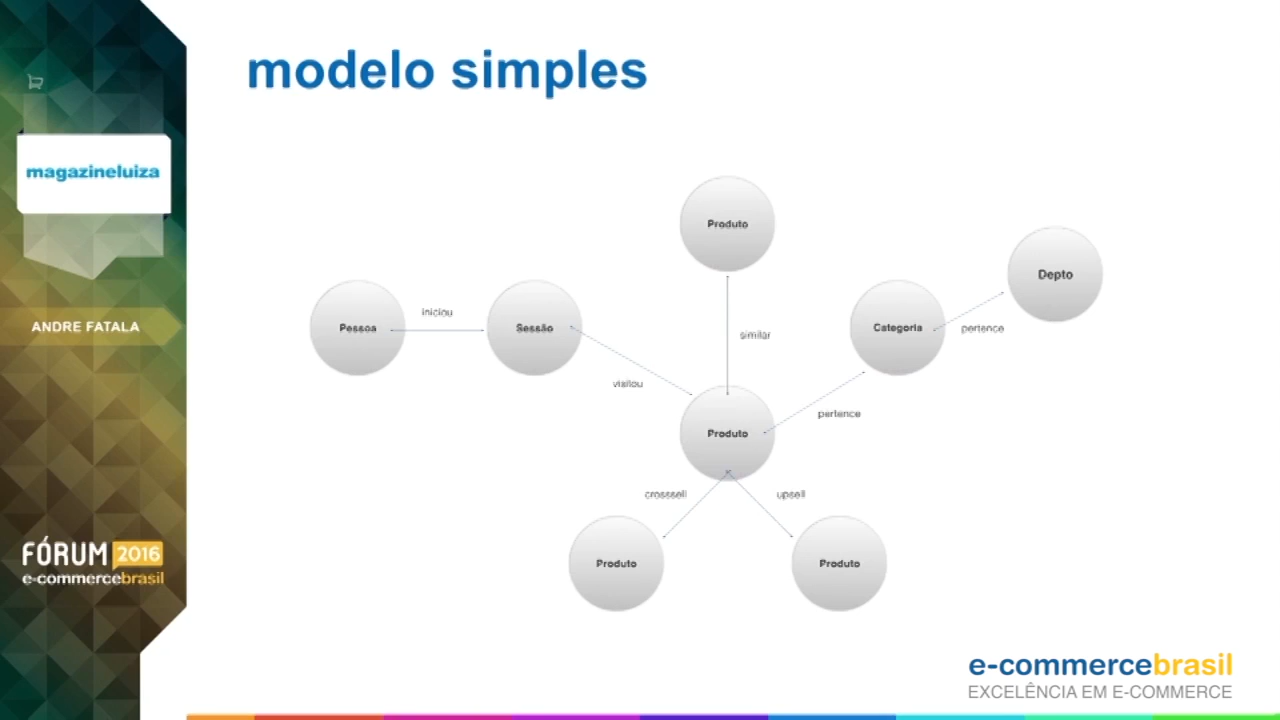 modelo simples
magazineluiza
ANDRE FATALA
FÓRUM 2016
e-commercebrasil
Produto
Depto
Pessoa
iniciou
Sessão
Categoria
pertence
similar
visitou
pertence
Produto
crosssell
upsell
Produto
Produto
e-commercebrasil
EXCELÊNCIA EM E-COMMERCE